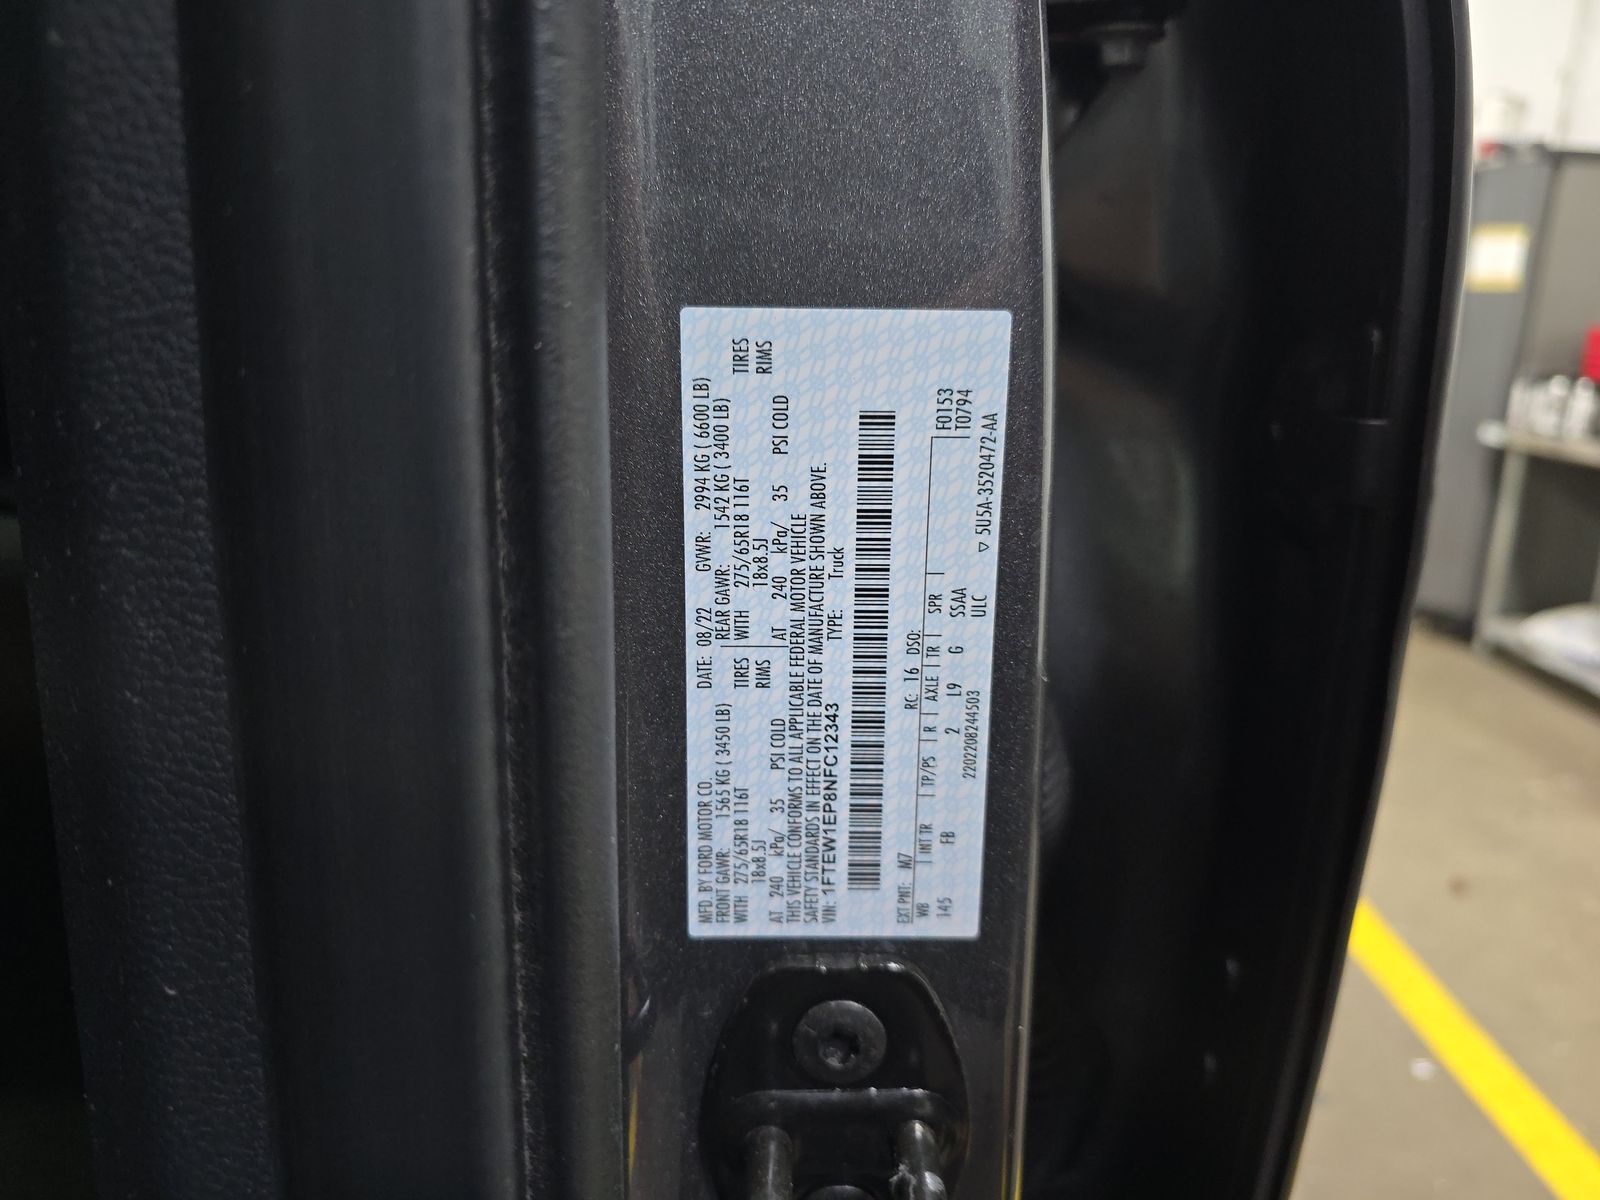 MFD. BY FORD MOTOR CO. DATE: 08/22 GVWR: 2994 KG ( 6600 LB)
FRONT GAWR: 1565 KG ( 3450 LB) REAR GAWR: 1542 KG ( 3400 LB)
WITH 275/65R18 116T TIRES WITH 275/65R18 116T TIRES
18x8.5J RIMS 18x8.5J RIMS
AT 240 kPa/ 35 PSI COLD AT 240 kPa/ 35 PSI COLD
THIS VEHICLE CONFORMS TO ALL APPLICABLE FEDERAL MOTOR VEHICLE
SAFETY STANDARDS IN EFFECT ON THE DATE OF MANUFACTURE SHOWN ABOVE.
VIN: 1FTEW1EP8NFC12343 TYPE: Truck
EXT PNT: M7 RC: 16 DSO:
WB INT TR TP/PS R AXLE TR SPR F0153
145 FB 2 L9 G SSAA T0794
2202208244503 ULC ▽ 5U5A-3520472-AA